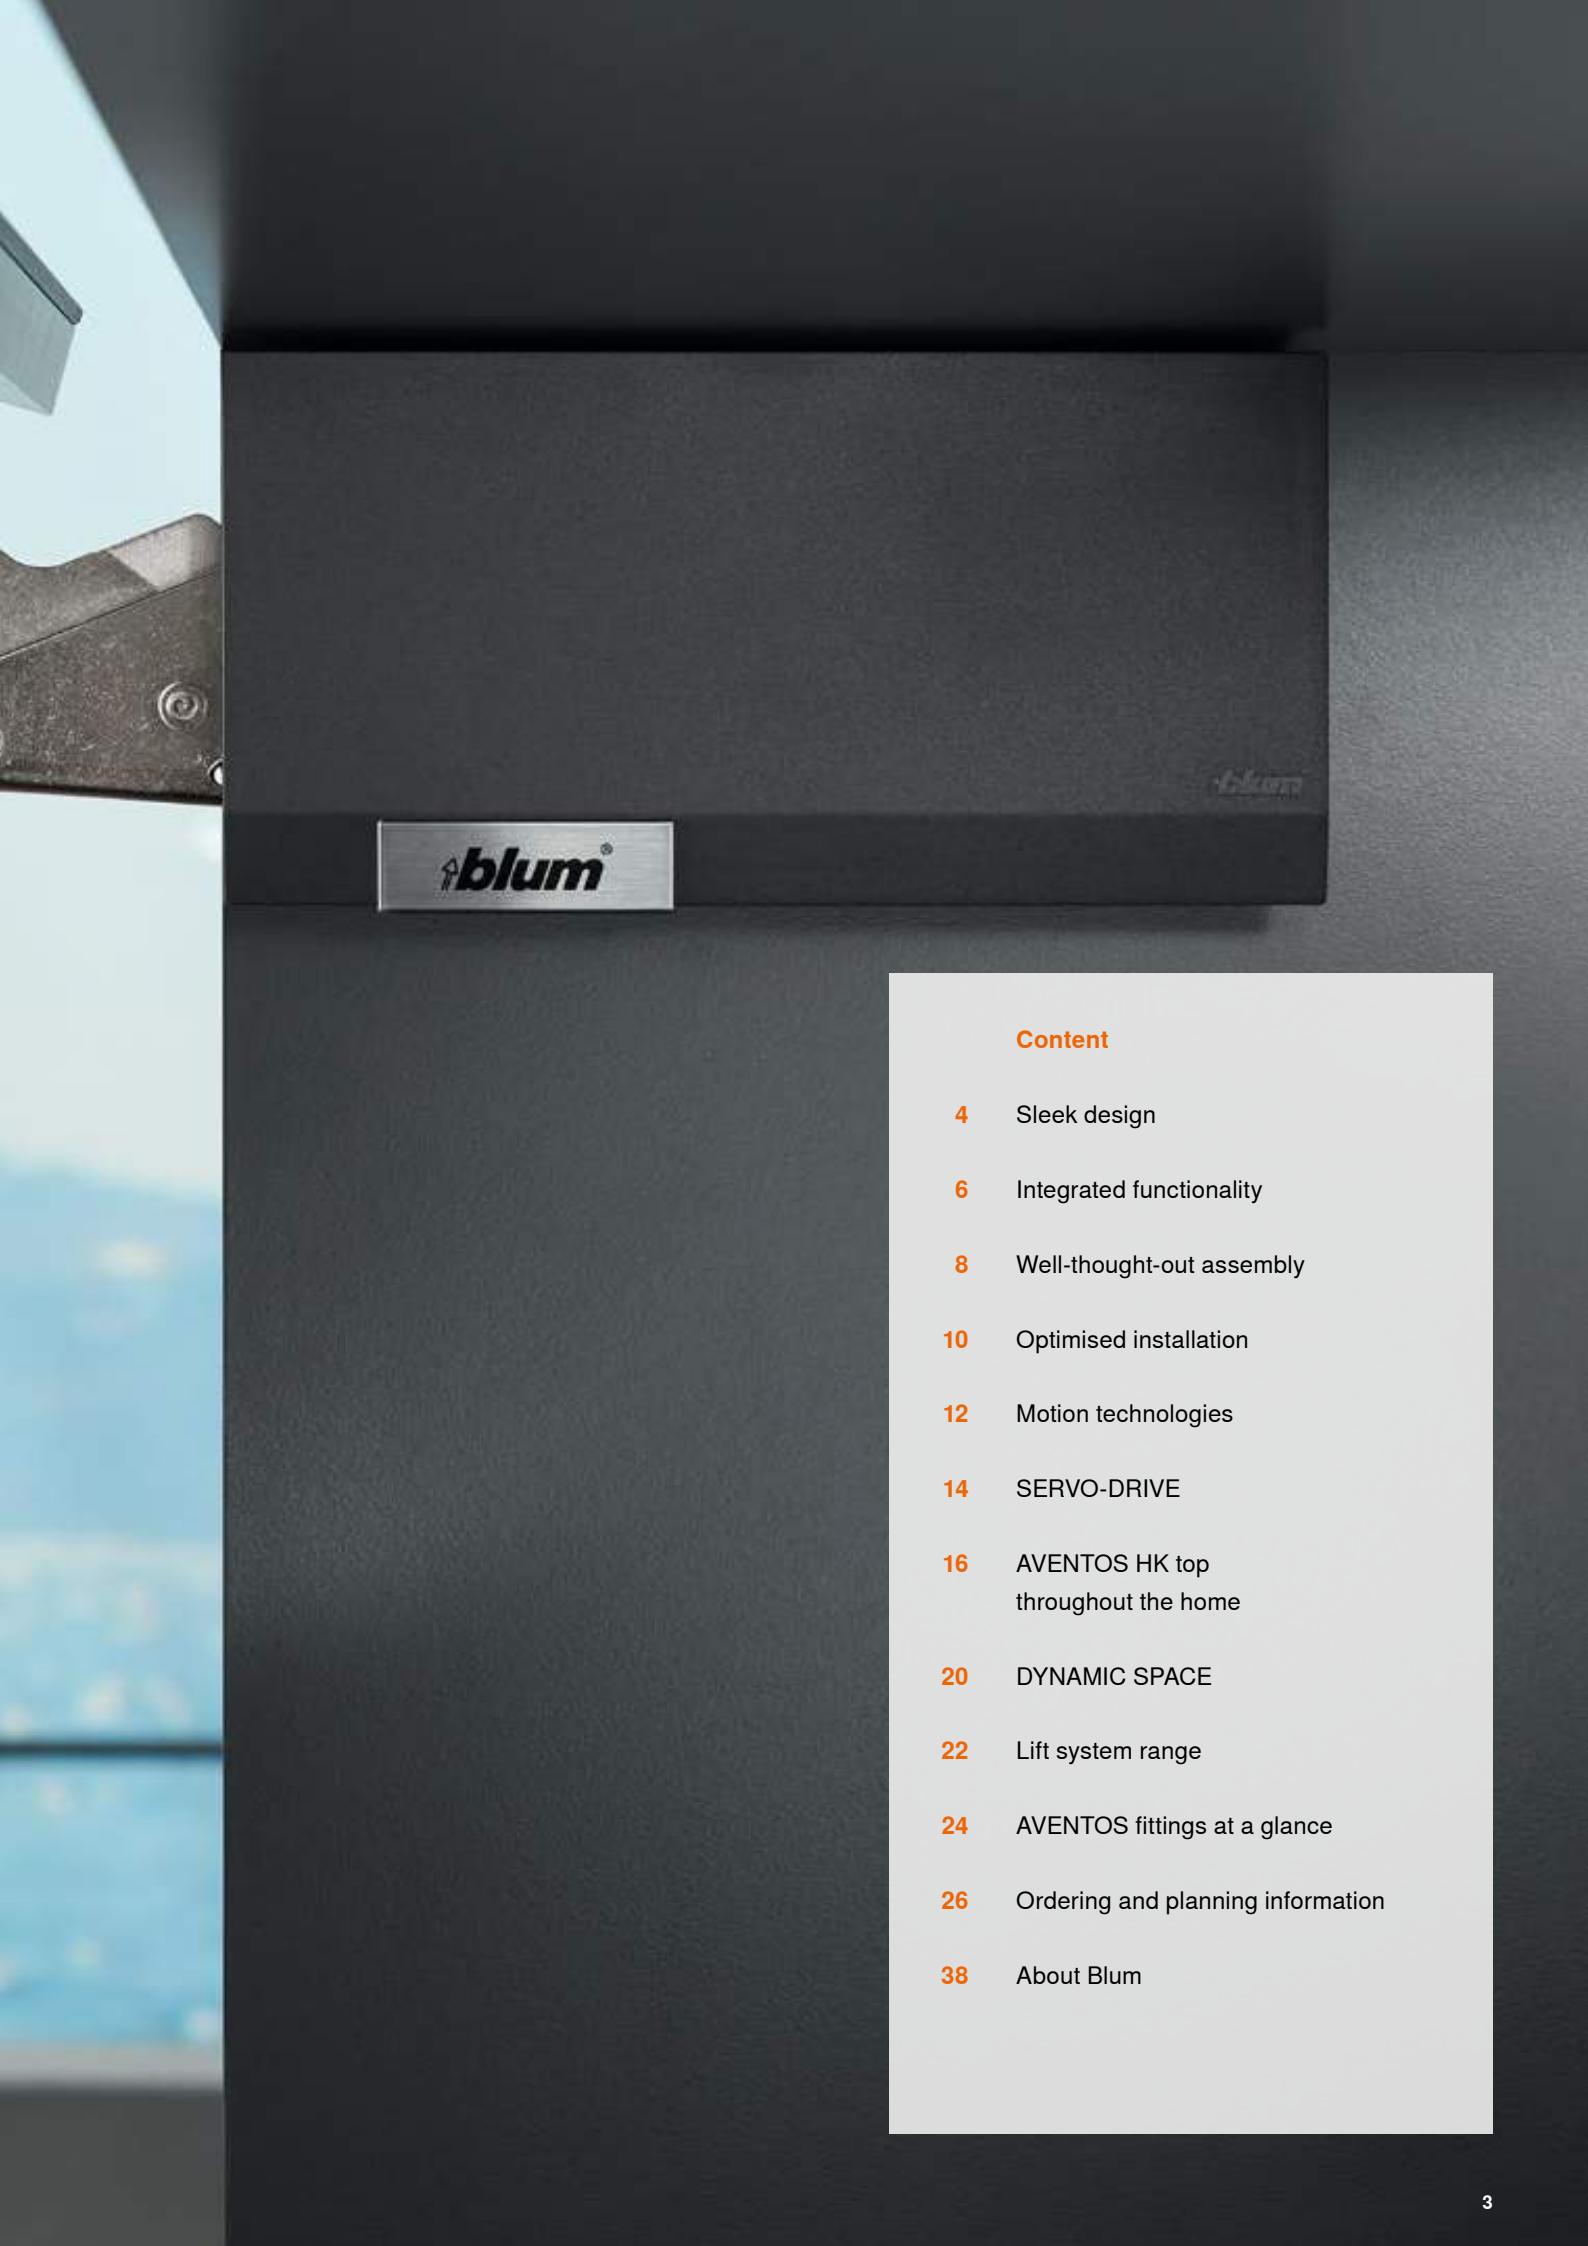 blum
blum®
Content
4 Sleek design
6 Integrated functionality
8 Well-thought-out assembly
10 Optimised installation
12 Motion technologies
14 SERVO-DRIVE
16 AVENTOS HK top
throughout the home
20 DYNAMIC SPACE
22 Lift system range
24 AVENTOS fittings at a glance
26 Ordering and planning information
38 About Blum
3